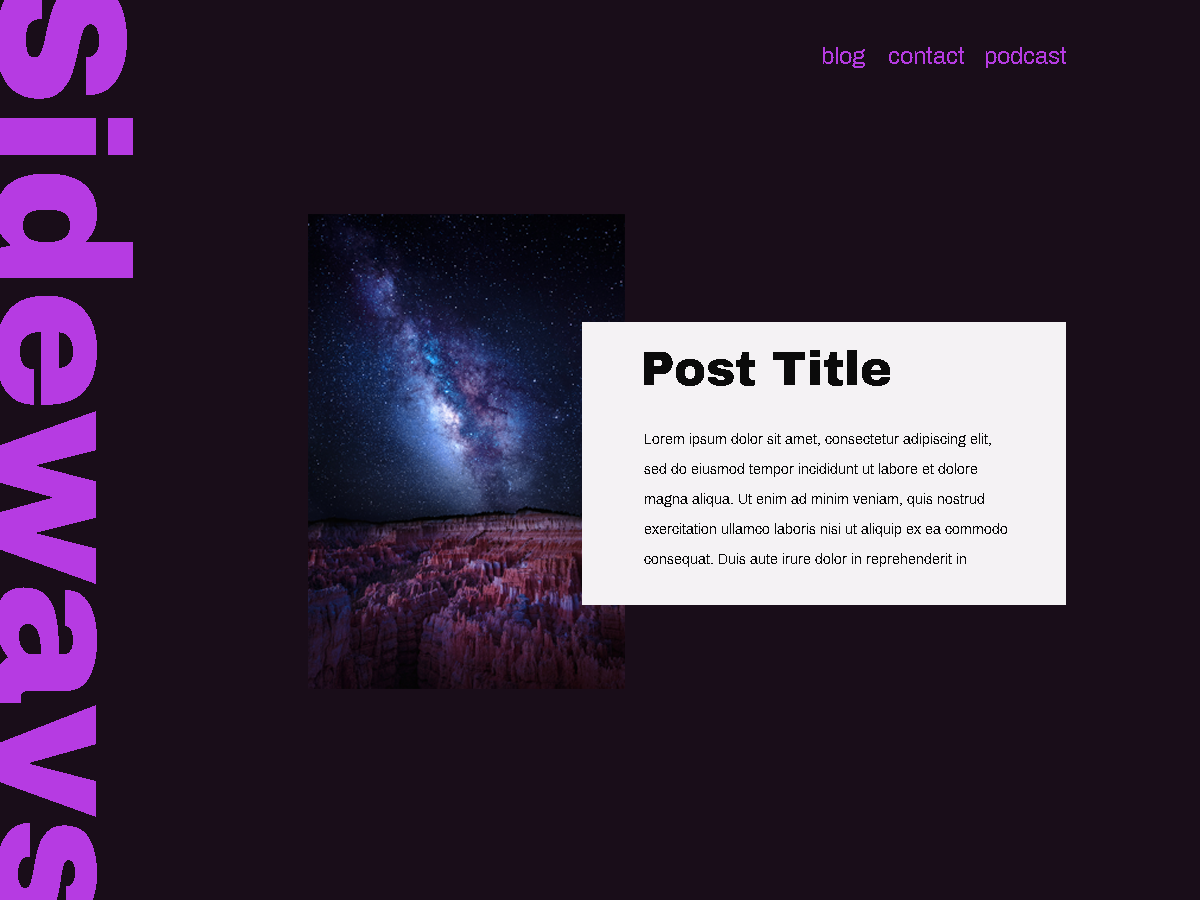 sideways
blog contact podcast
Post Title
Lorem ipsum dolor sit amet, consectetur adipiscing elit,
sed do eiusmod tempor incididunt ut labore et dolore
magna aliqua. Ut enim ad minim veniam, quis nostrud
exercitation ullamco laboris nisi ut aliquip ex ea commodo
consequat. Duis aute irure dolor in reprehenderit in